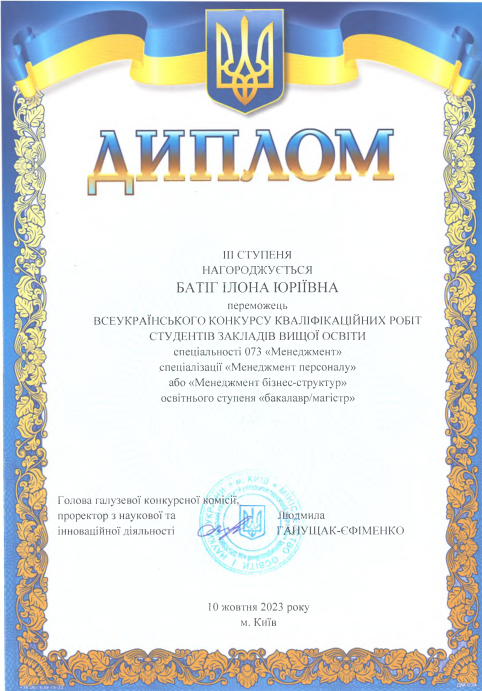 ДИПЛОМ
III СТУПЕНЯ
НАГОРОДЖУЄТЬСЯ
БАТІГ ІЛОНА ЮРІЇВНА
переможець
ВСЕУКРАЇНСЬКОГО КОНКУРСУ КВАЛІФІКАЦІЙНИХ РОБІТ
СТУДЕНТІВ ЗАКЛАДІВ ВИЩОЇ ОСВІТИ
спеціальності 073 «Менеджмент»
спеціалізації «Менеджмент персоналу»
або «Менеджмент бізнес-структур»
освітнього ступеня «бакалавр/магістр»
Голова галузевої конкурсної комісії,
проректор з наукової та Людмила
інноваційної діяльності ГАНУЩАК-ЄФІМЕНКО
10 жовтня 2023 року
м. Київ